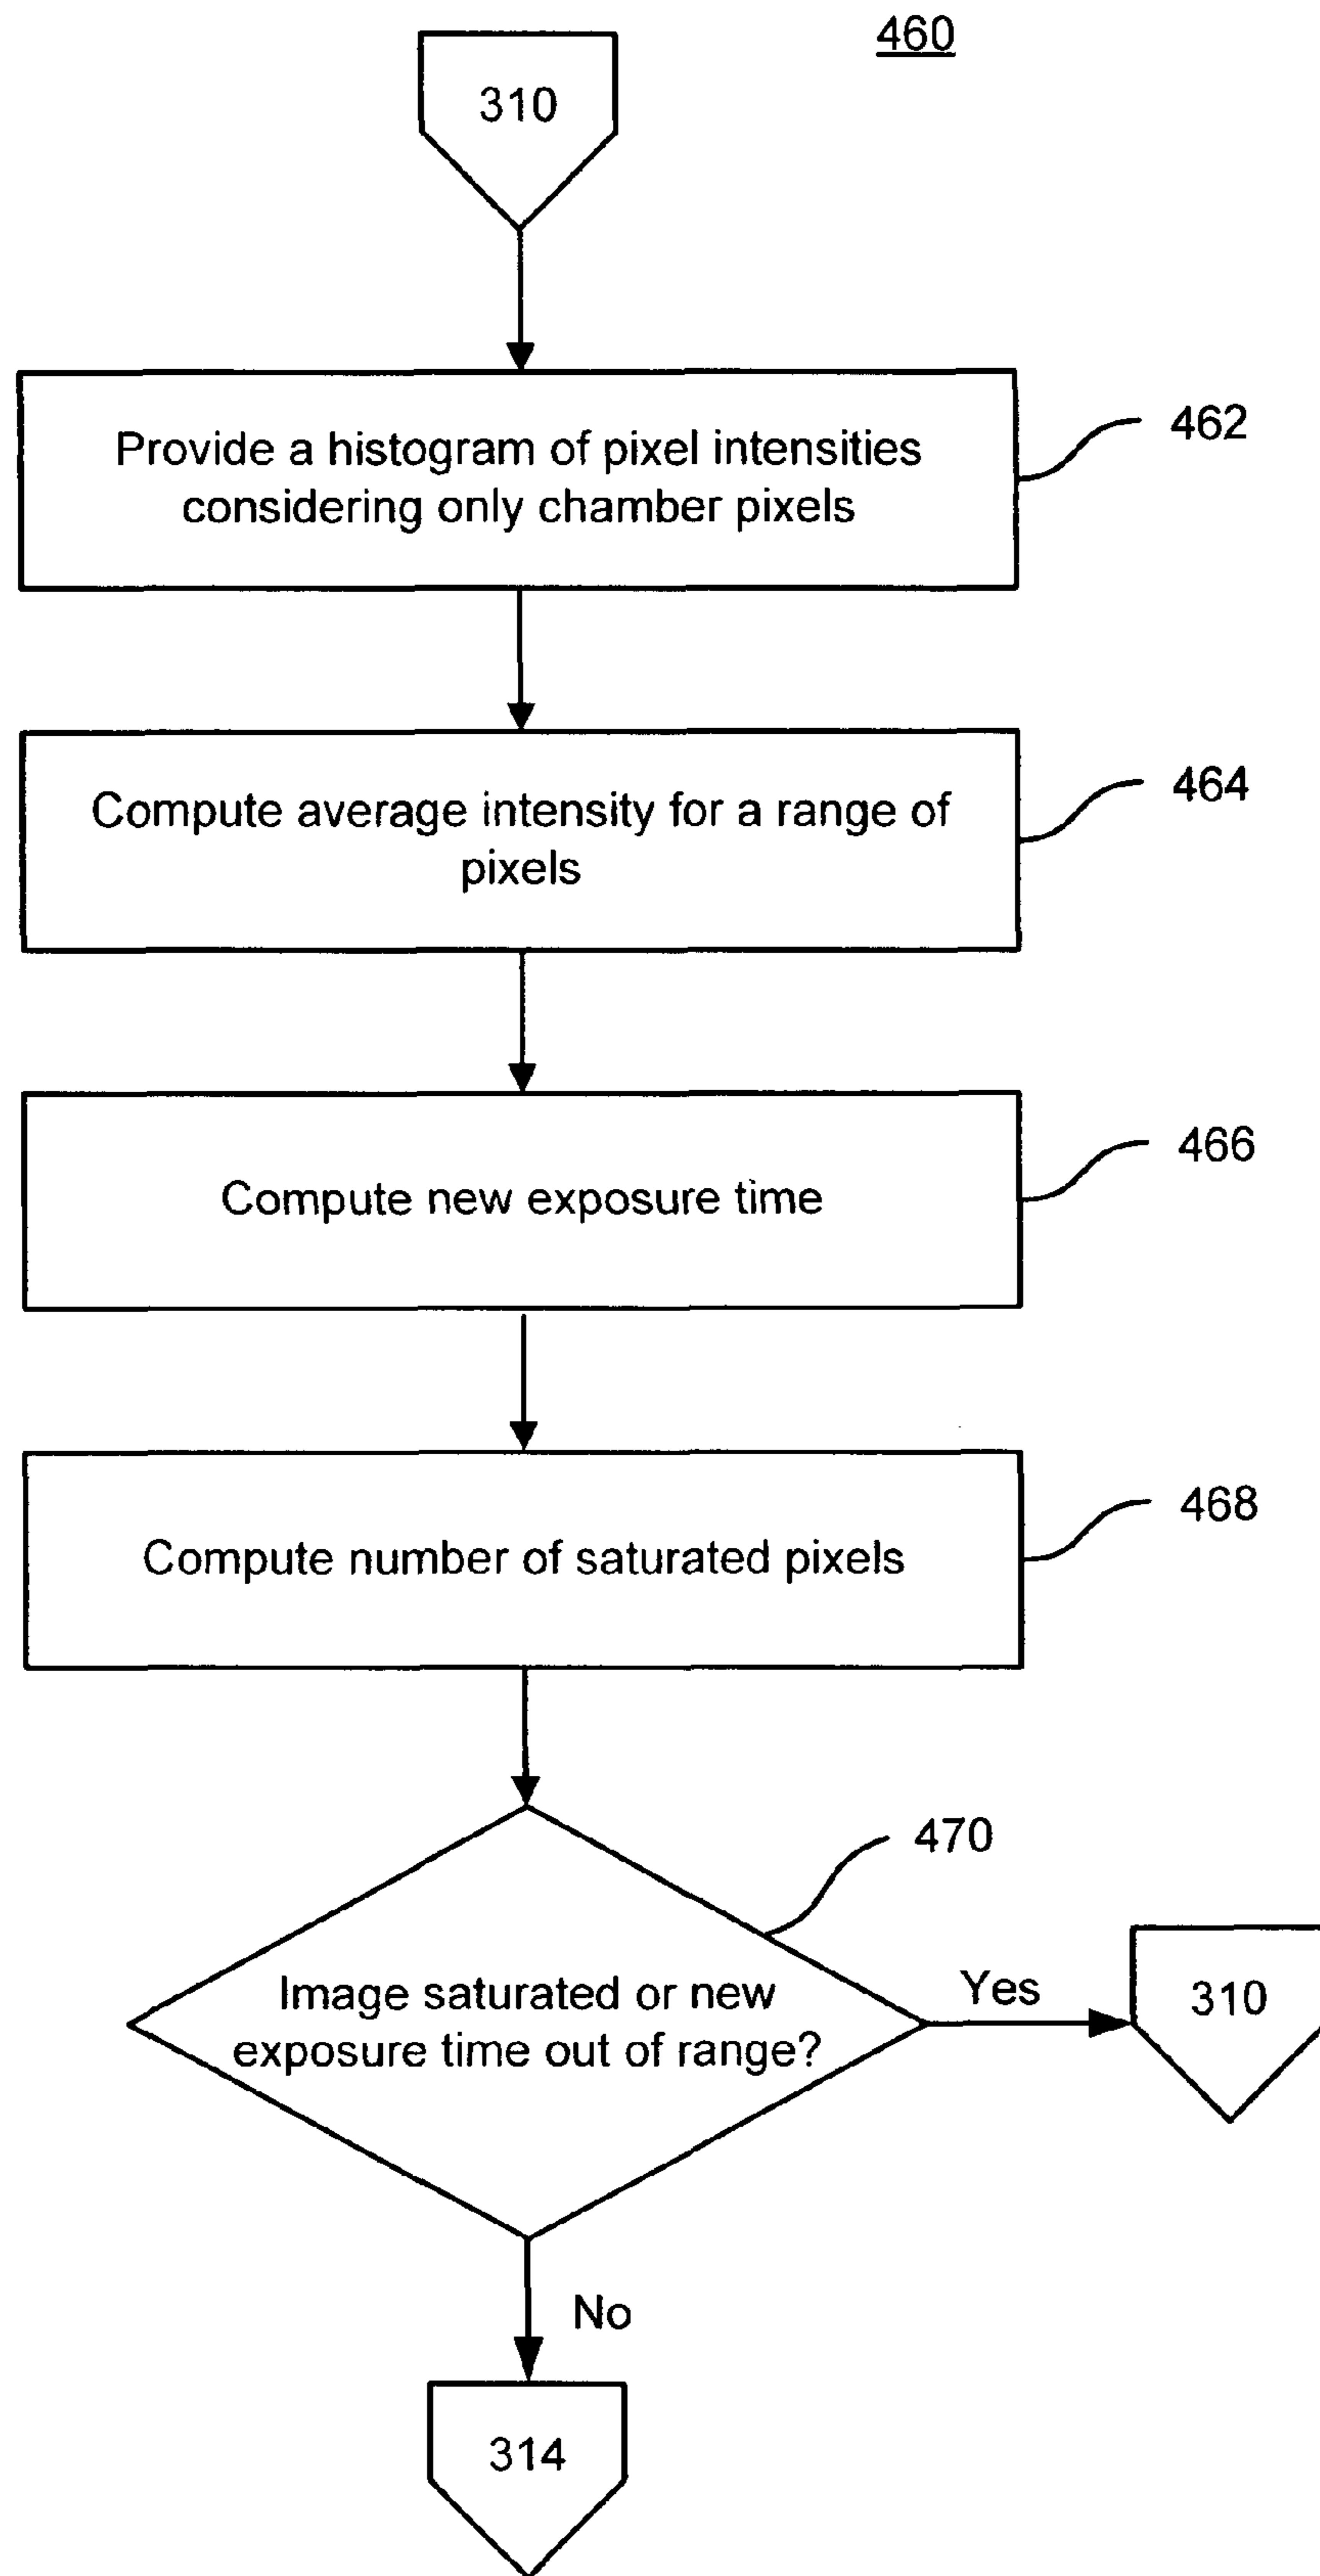 460
310
Provide a histogram of pixel intensities
considering only chamber pixels
462
Compute average intensity for a range of
pixels
464
Compute new exposure time
466
Compute number of saturated pixels
468
470
Image saturated or new
exposure time out of range?
Yes
310
No
314